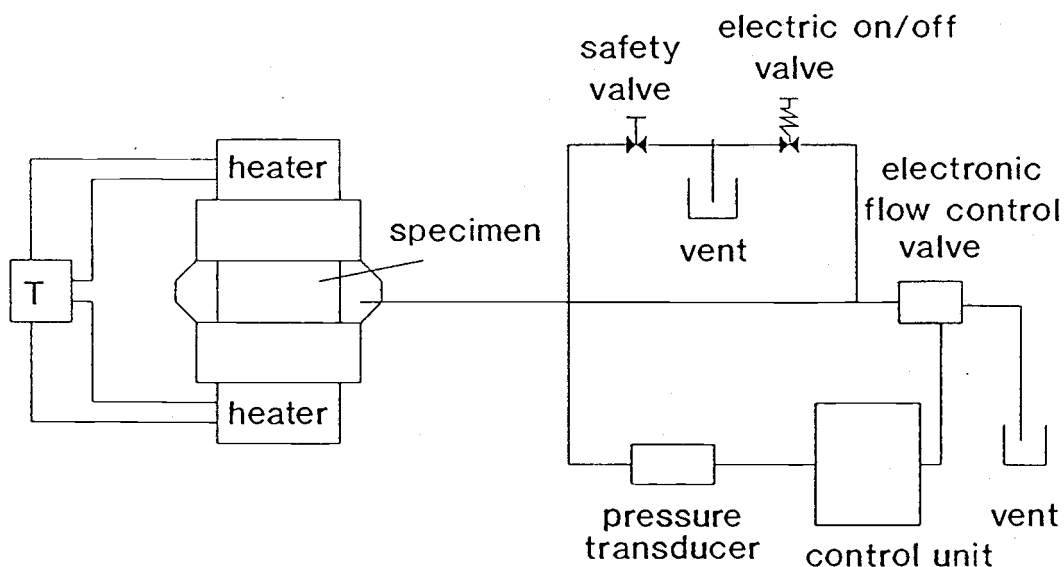 safety
valve
electric on/off
valve
heater
electronic
flow control
valve
specimen
vent
T
heater
pressure
transducer
control unit
vent